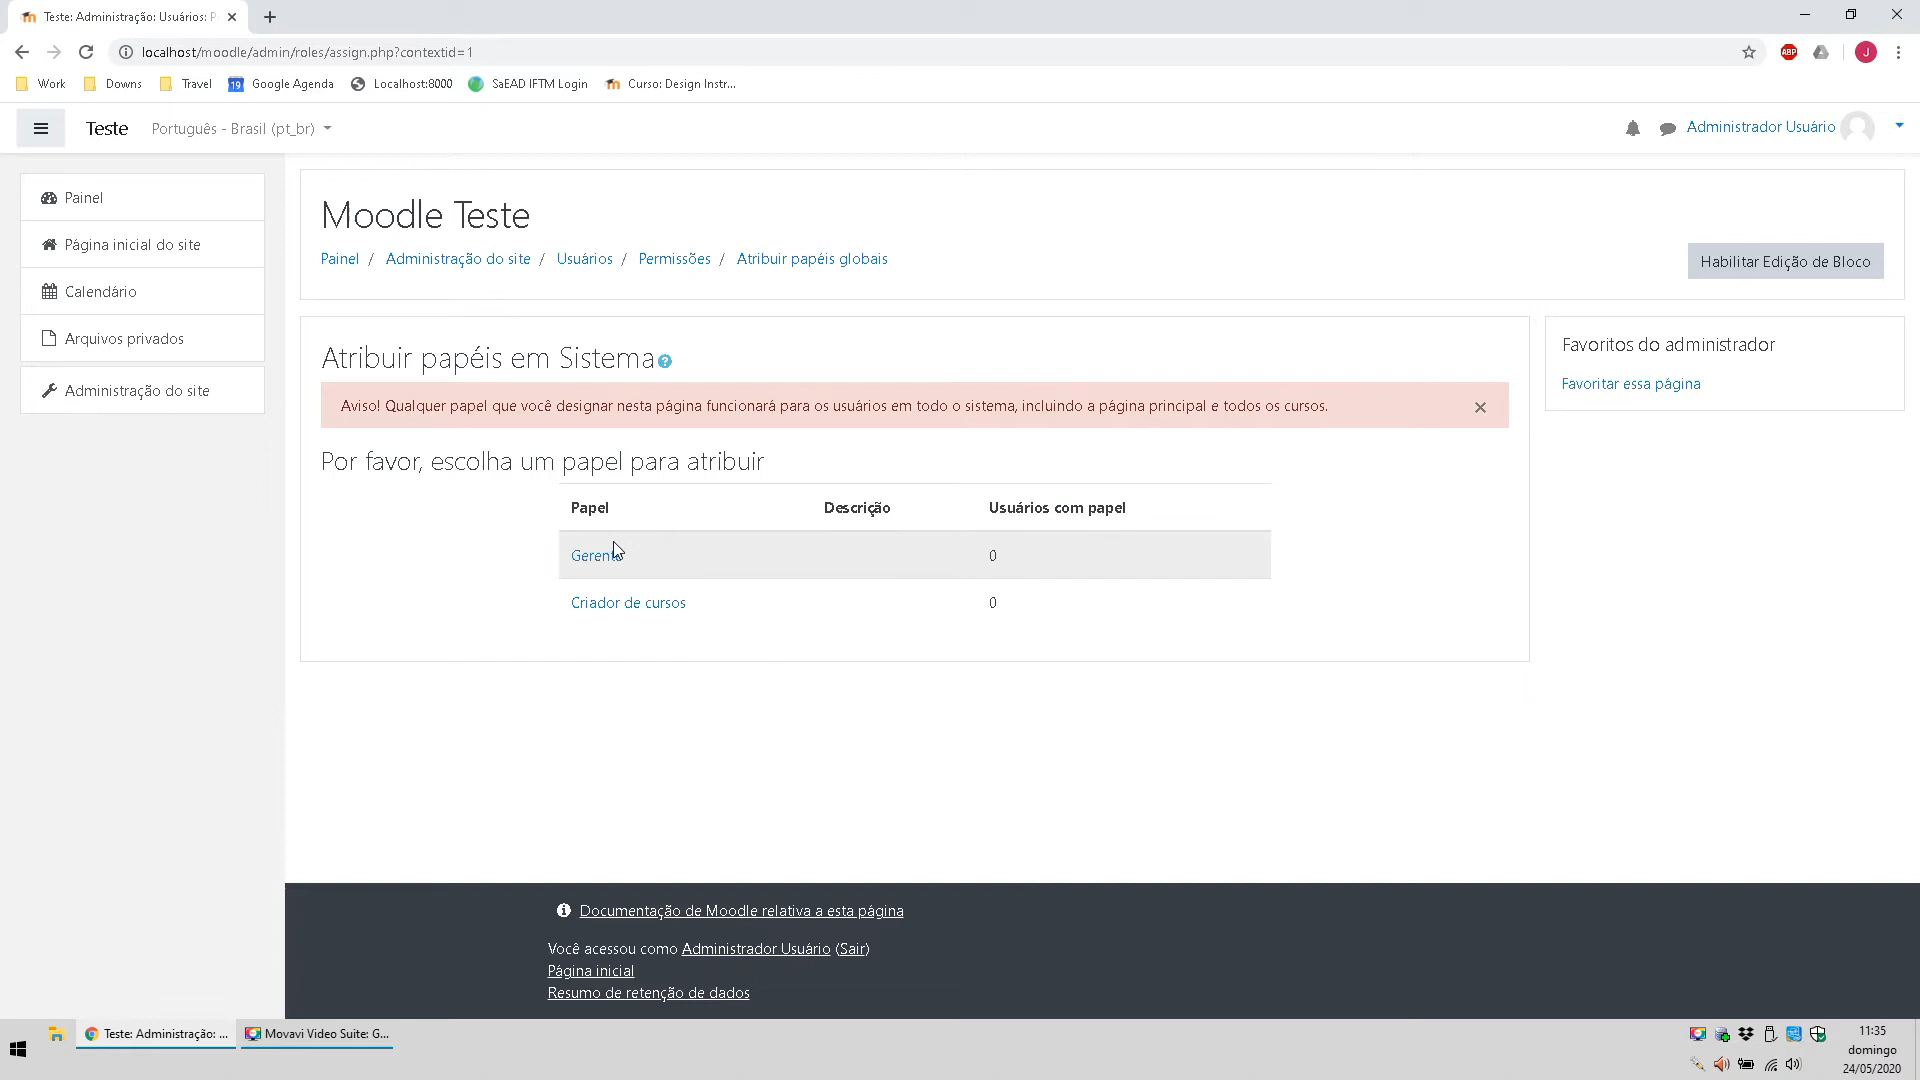 Teste: Administração: Usuários: P
localhost/moodle/admin/roles/assign.php?contextid=1
ABP
J
Work
Downs
Travel
19
Google Agenda
Localhost:8000
SaEAD IFTM Login
Curso: Design Instr...
Teste
Português - Brasil (pt_br)
Administrador Usuário
Painel
Página inicial do site
Calendário
Arquivos privados
Administração do site
Moodle Teste
Painel / Administração do site / Usuários / Permissões / Atribuir papéis globais
Habilitar Edição de Bloco
Atribuir papéis em Sistema
Aviso! Qualquer papel que você designar nesta página funcionará para os usuários em todo o sistema, incluindo a página principal e todos os cursos.
Por favor, escolha um papel para atribuir
Papel Descrição Usuários com papel
Gerente 0
Criador de cursos 0
Favoritos do administrador
Favoritar essa página
Documentação de Moodle relativa a esta página
Você acessou como Administrador Usuário (Sair)
Página inicial
Resumo de retenção de dados
Teste: Administração: ...
Movavi Video Suite: G...
11:35
domingo
24/05/2020